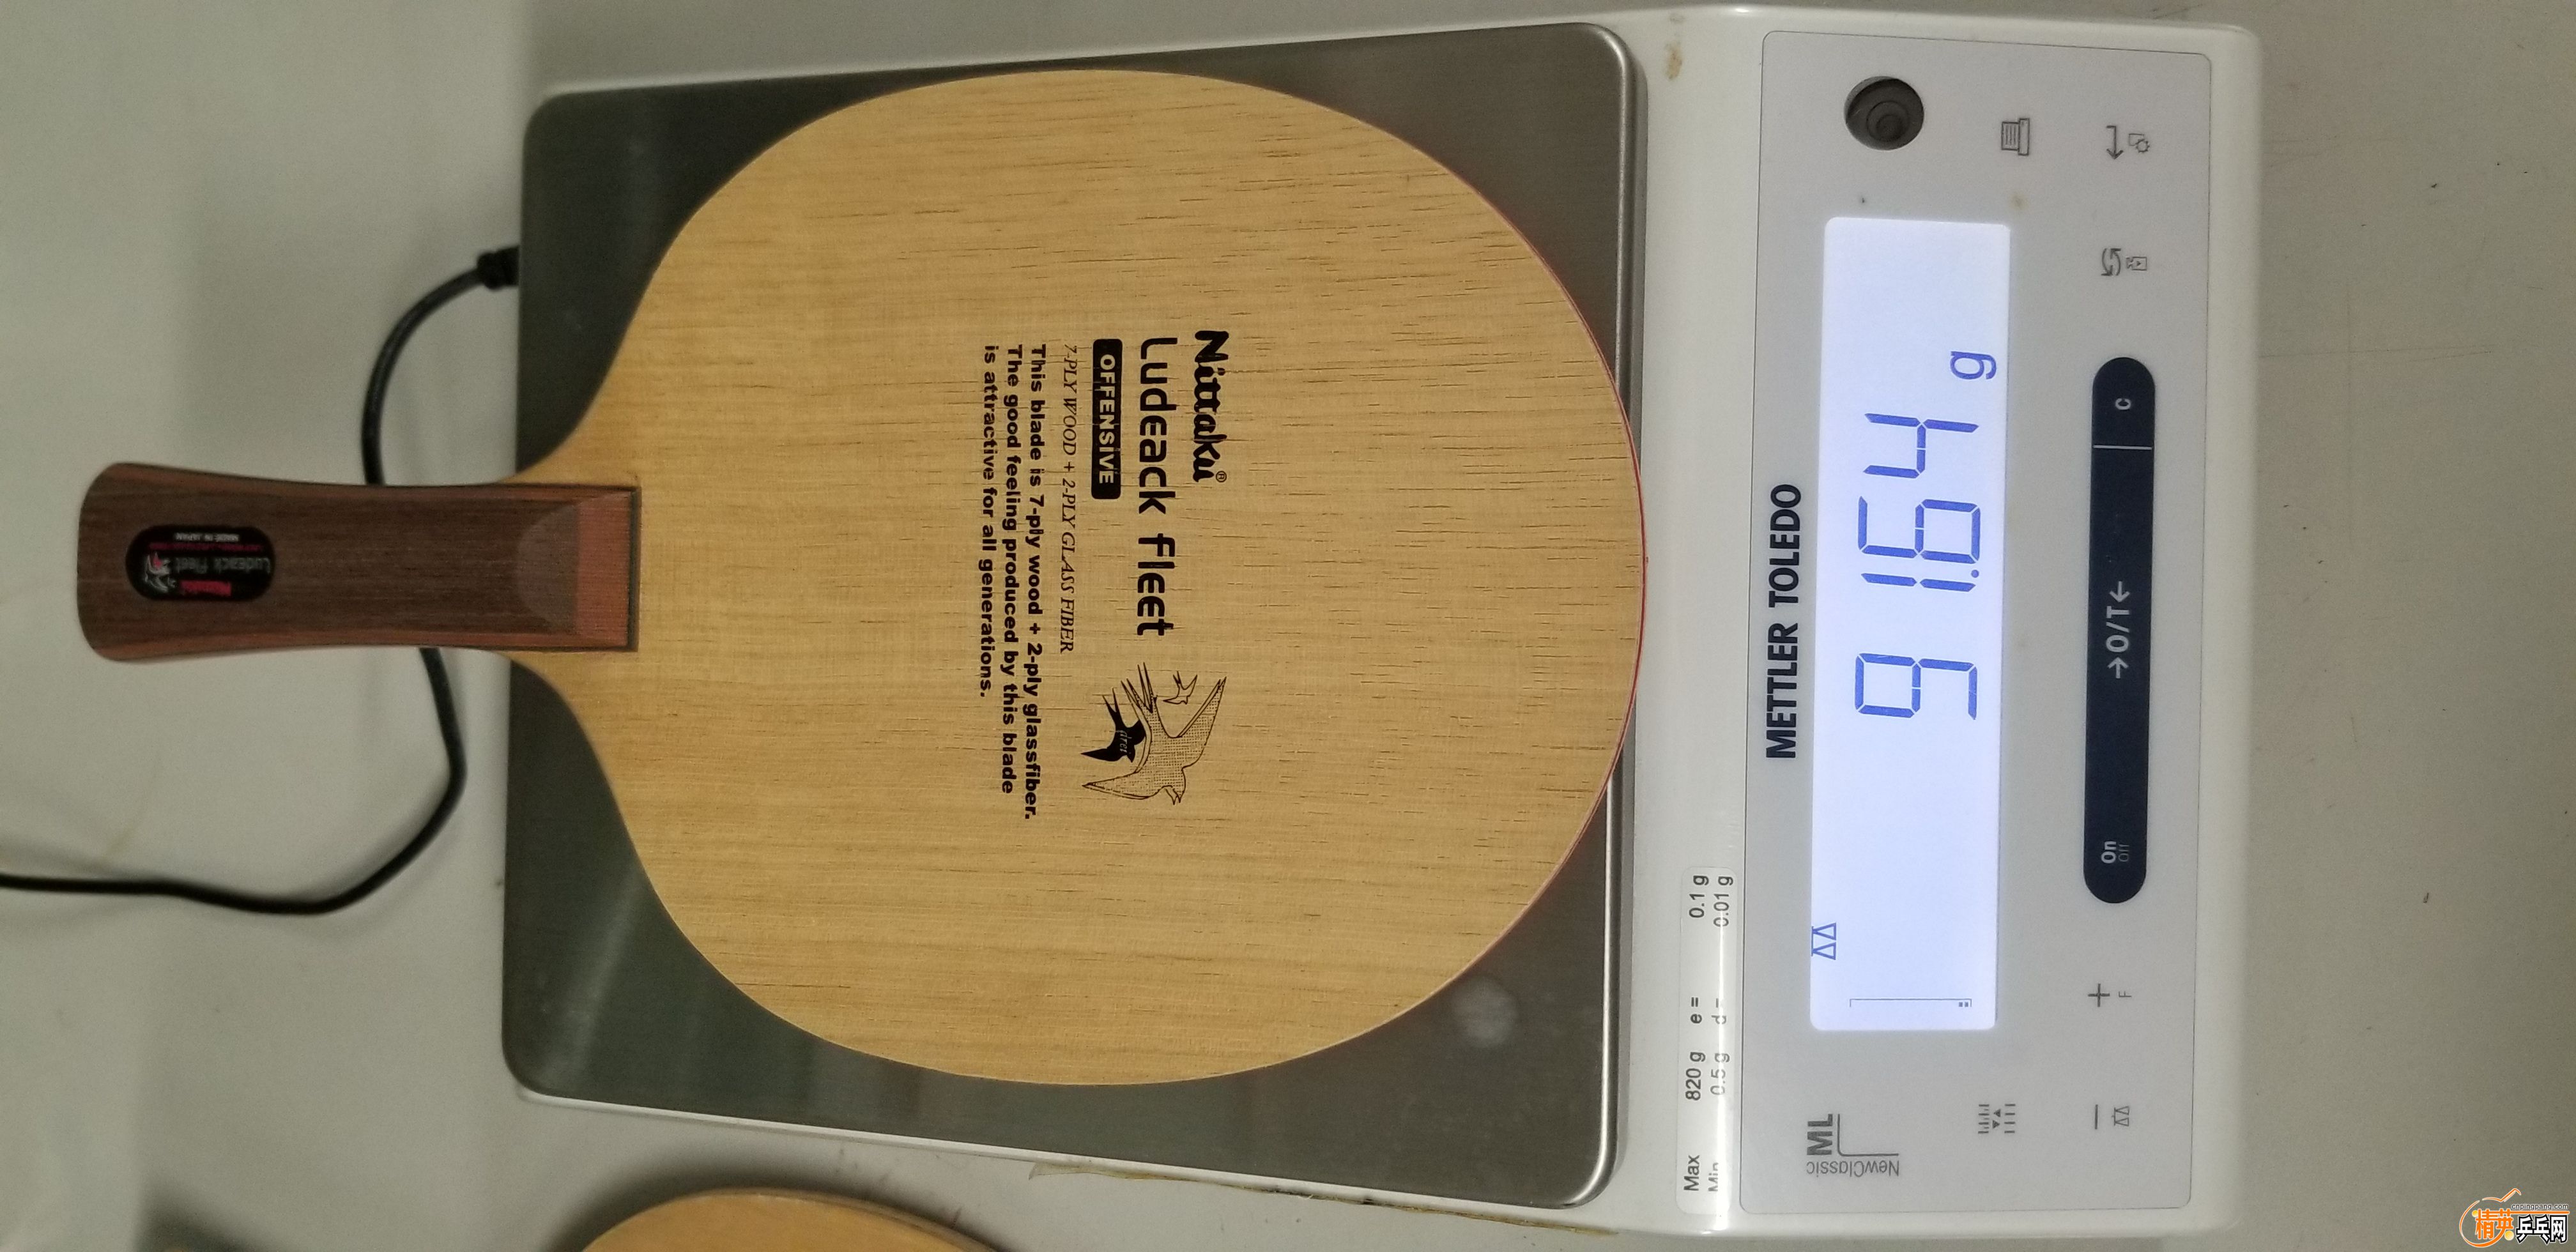 Nittaku®
Ludeack fleet
OFFENSIVE
7-PLY WOOD + 2-PLY GLASS FIBER
This blade is 7-ply wood + 2-ply glassfiber.
The good feeling produced by this blade
is attractive for all generations.
Nittaku
Ludeack fleet
MADE IN JAPAN
Max 820 g e = 0.1 g
Min 0.5 g d = 0.01 g
METTLER TOLEDO
91.64 g
On
Off
→O/T←
C
F
ML
NewClassic
cnpingpang.com
精英乒乓网